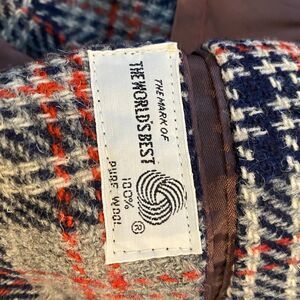 THE MARK OF
THE WORLD'S BEST
100%
PURE WOOL
®